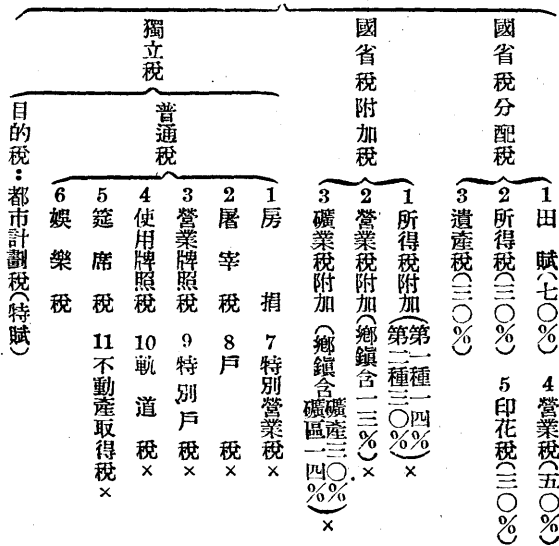 國省稅分配稅
1田賦(七〇%)
4營業稅(五〇%)
2所得稅(三〇%)
5印花稅(三〇%)
3遺產稅(三〇%)
國省稅附加稅
1所得稅附加(第一種一四%第二種三〇%)×
2營業稅附加(鄉鎮含一三%)×
3礦業稅附加(鄉鎮含礦產三〇%礦區一四%)×
獨立稅
普通稅
1房捐
7特別營業稅×
2屠宰稅
8戶稅
3營業牌照稅
9特別戶稅×
4使用牌照稅
10軌道稅×
5筵席稅
11不動產取得稅×
6娛樂稅
目的稅：都市計劃稅(特賦)